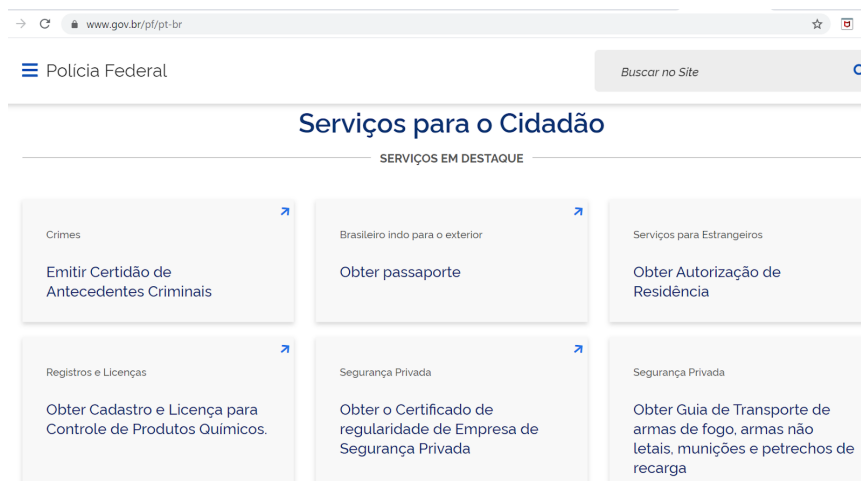 www.gov.br/pf/pt-br
Polícia Federal
Buscar no Site
Serviços para o Cidadão
SERVIÇOS EM DESTAQUE
Crimes
Emitir Certidão de
Antecedentes Criminais
Brasileiro indo para o exterior
Obter passaporte
Serviços para Estrangeiros
Obter Autorização de
Residência
Registros e Licenças
Obter Cadastro e Licença para
Controle de Produtos Químicos.
Segurança Privada
Obter o Certificado de
regularidade de Empresa de
Segurança Privada
Segurança Privada
Obter Guia de Transporte de
armas de fogo, armas não
letais, munições e petrechos de
recarga